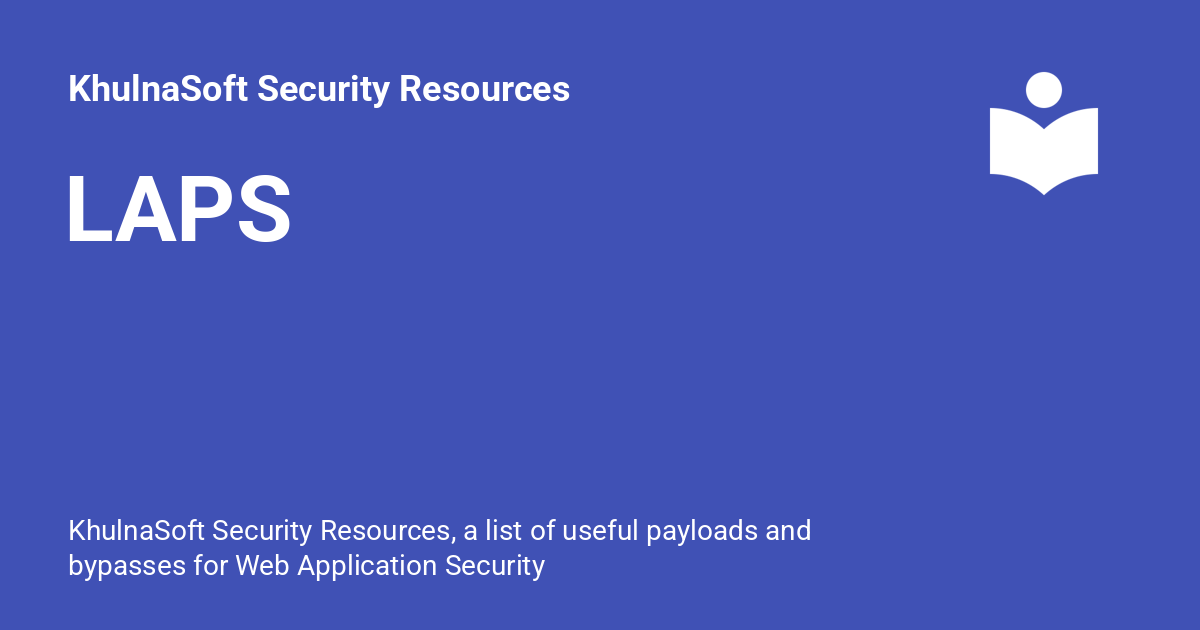 KhulnaSoft Security Resources
LAPS
KhulnaSoft Security Resources, a list of useful payloads and
bypasses for Web Application Security